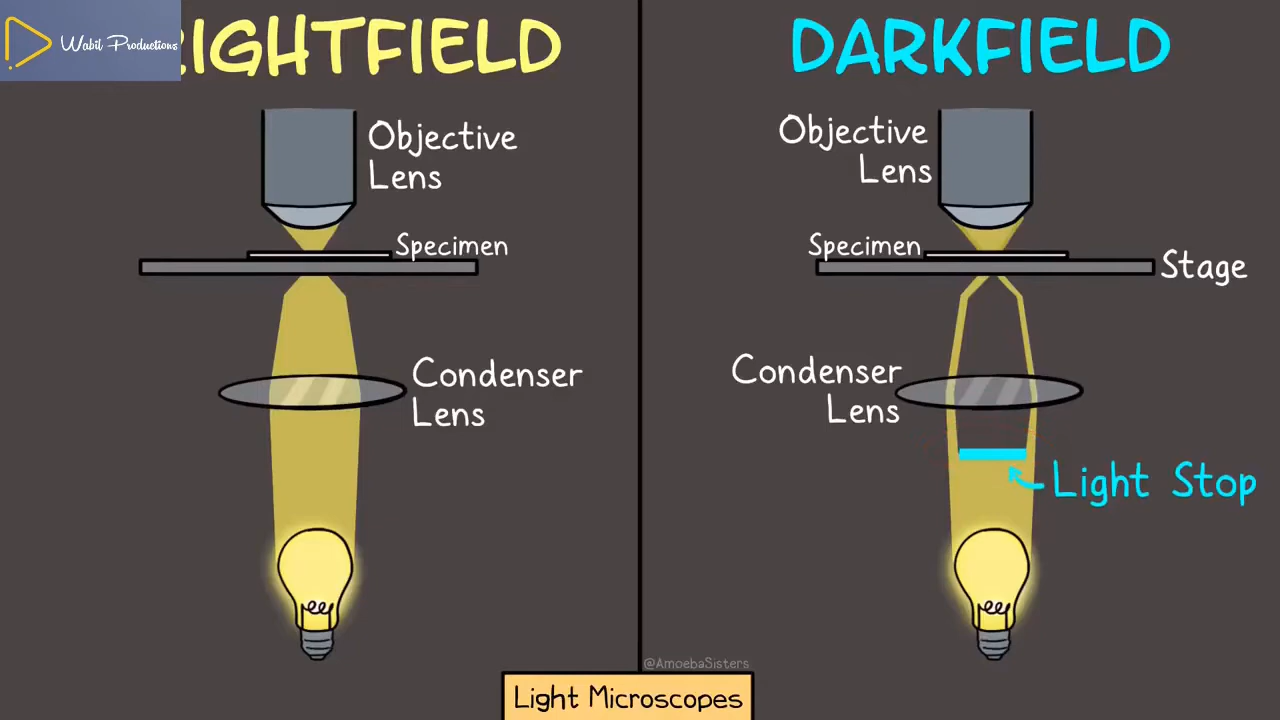 Wabit Productions
IGHTFIELD
Objective
Lens
Specimen
Condenser
Lens
DARKFIELD
Objective
Lens
Specimen
Stage
Condenser
Lens
Light Stop
@AmoebaSisters
Light Microscopes